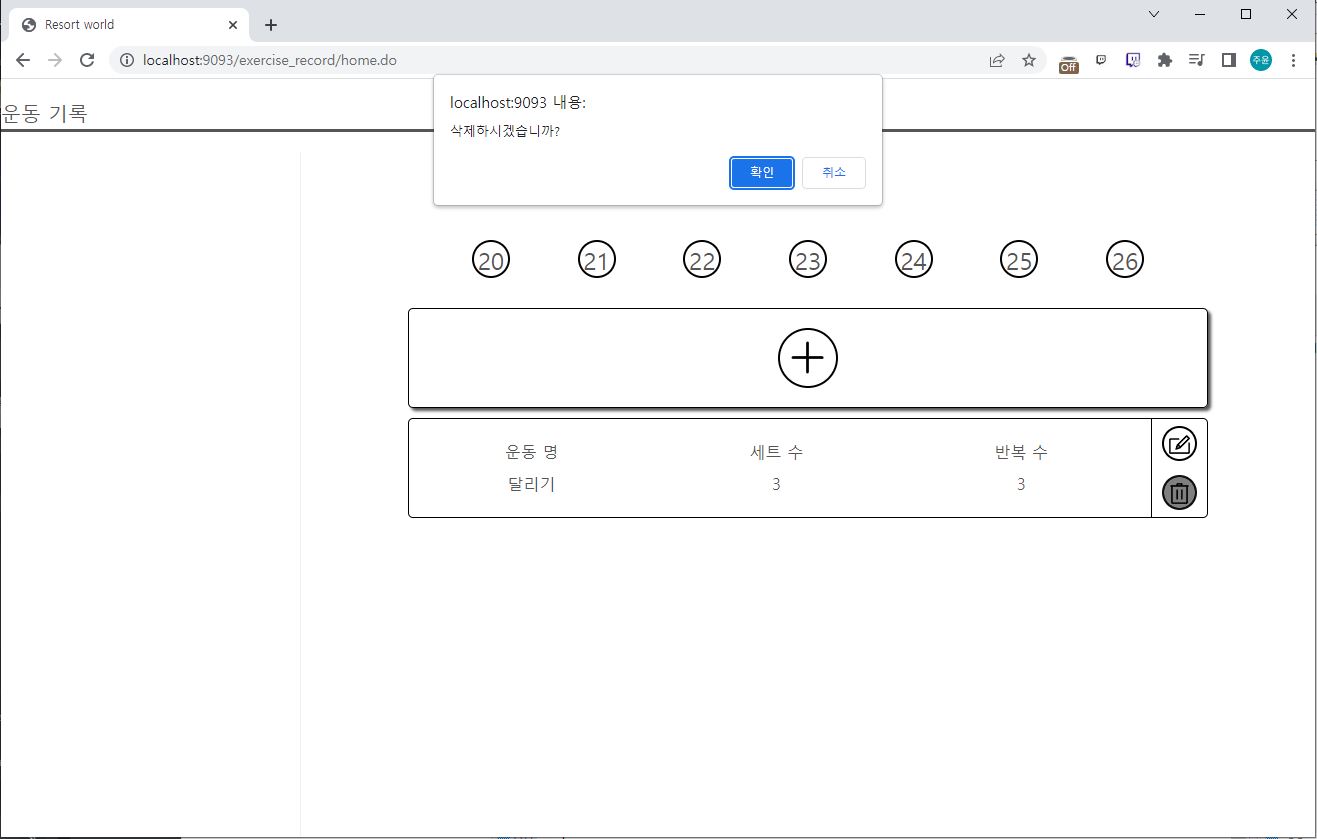 Resort world
localhost:9093/exercise_record/home.do
Off
주윤
운동 기록
localhost:9093 내용:
삭제하시겠습니까?
확인 취소
20 21 22 23 24 25 26
운동 명 세트 수 반복 수
달리기 3 3